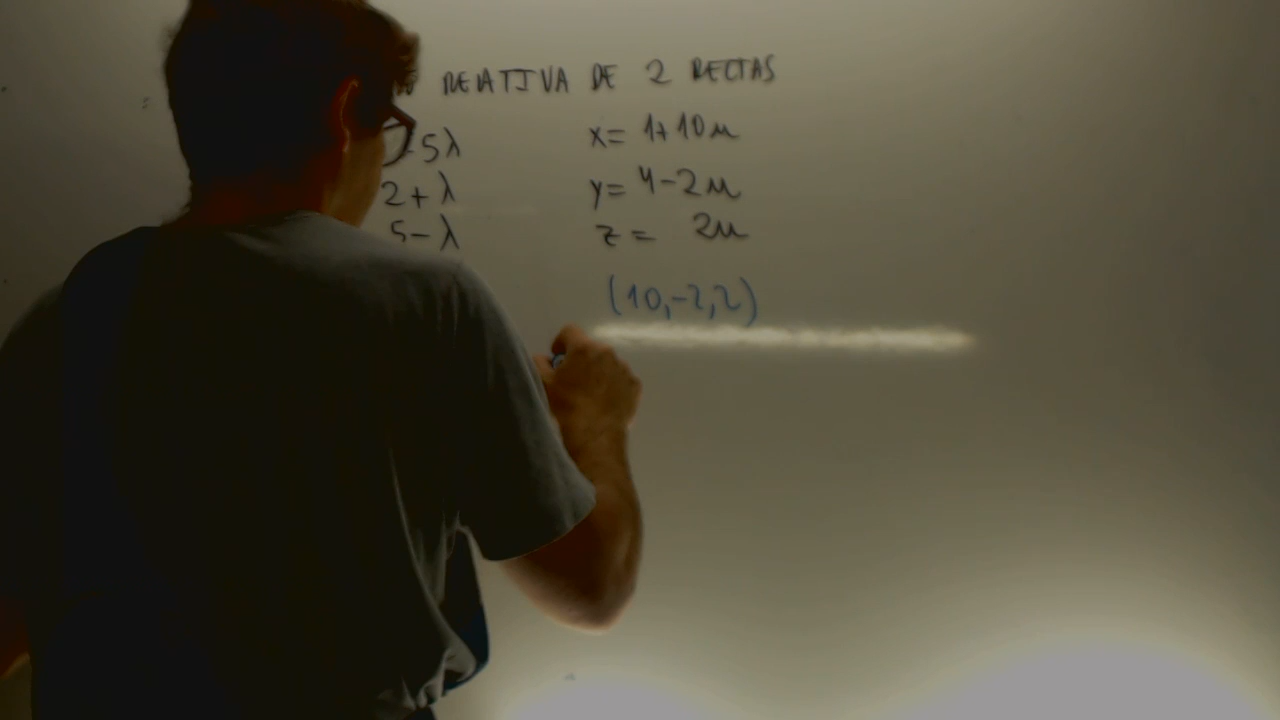 RELATIVA DE 2 RECTAS
-5λ x= 1+10μ
2+λ y= 4-2μ
5-λ z= 2μ
(10,-2,2)